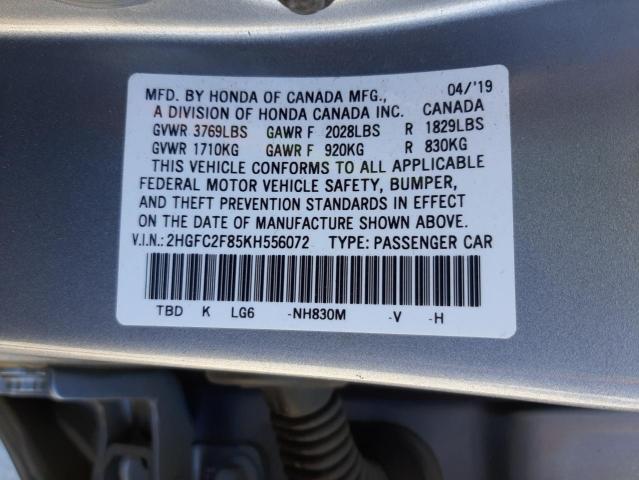 MFD. BY HONDA OF CANADA MFG., 04/'19
A DIVISION OF HONDA CANADA INC. CANADA
GVWR 3769LBS GAWR F 2028LBS R 1829LBS
GVWR 1710KG GAWR F 920KG R 830KG
THIS VEHICLE CONFORMS TO ALL APPLICABLE
FEDERAL MOTOR VEHICLE SAFETY, BUMPER,
AND THEFT PREVENTION STANDARDS IN EFFECT
ON THE DATE OF MANUFACTURE SHOWN ABOVE.
V.I.N.: 2HGFC2F85KH556072 TYPE: PASSENGER CAR
TBD K LG6 -NH830M -V -H